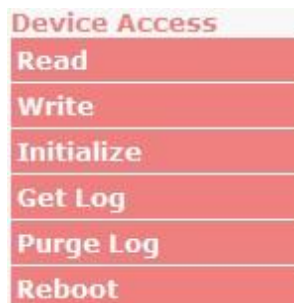 Device Access
Read
Write
Initialize
Get Log
Purge Log
Reboot